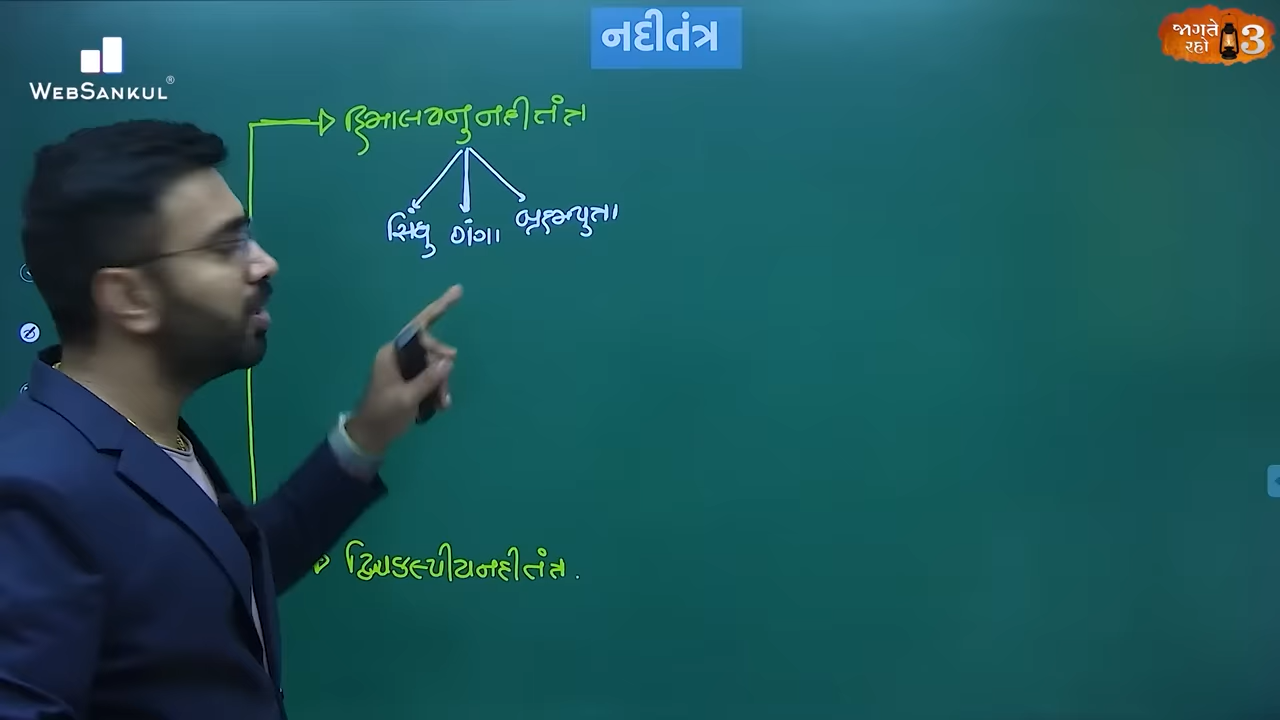 નદીતંત્ર
જાગતે
રહો 3
WEBSANKUL®
હિમાલયનુ નદીતંત્ર
સિંધુ ગંગા બ્રહ્મપુત્રા
દ્વિપકલ્પીય નદીતંત્ર.